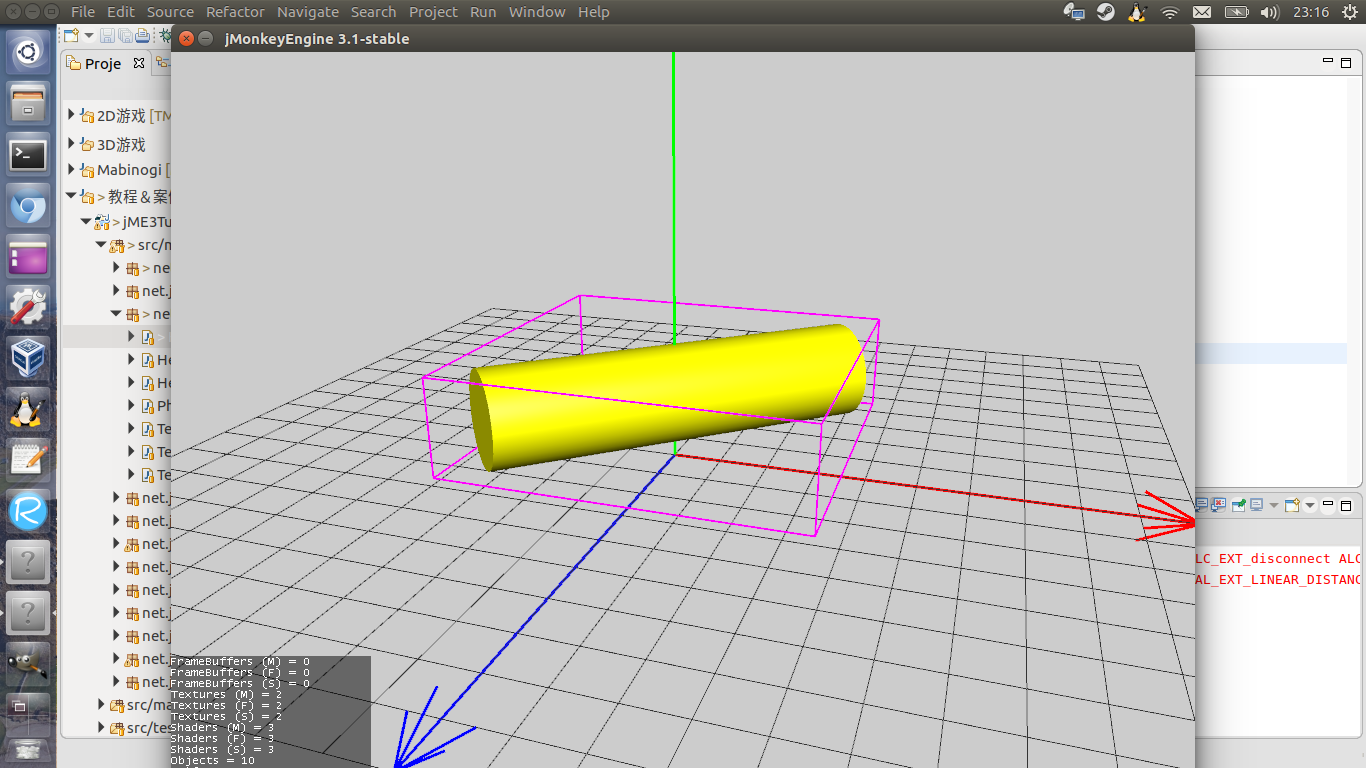 File Edit Source Refactor Navigate Search Project Run Window Help
23:16
jMonkeyEngine 3.1-stable
Proje
2D游戏 [TM
3D游戏
Mabinogi [
> 教程＆案
> jME3Tu
> src/m
> ne
net.j
> ne
>
He
He
Ph
Te
Te
Te
net.j
net.j
net.j
net.j
net.j
net.j
net.j
net.j
net.j
src/ma
src/te
LC_EXT_disconnect ALC
AL_EXT_LINEAR_DISTANC
FrameBuffers (M) = 0
FrameBuffers (F) = 0
FrameBuffers (S) = 0
Textures (M) = 2
Textures (F) = 2
Textures (S) = 2
Shaders (M) = 3
Shaders (F) = 3
Shaders (S) = 3
Objects = 10